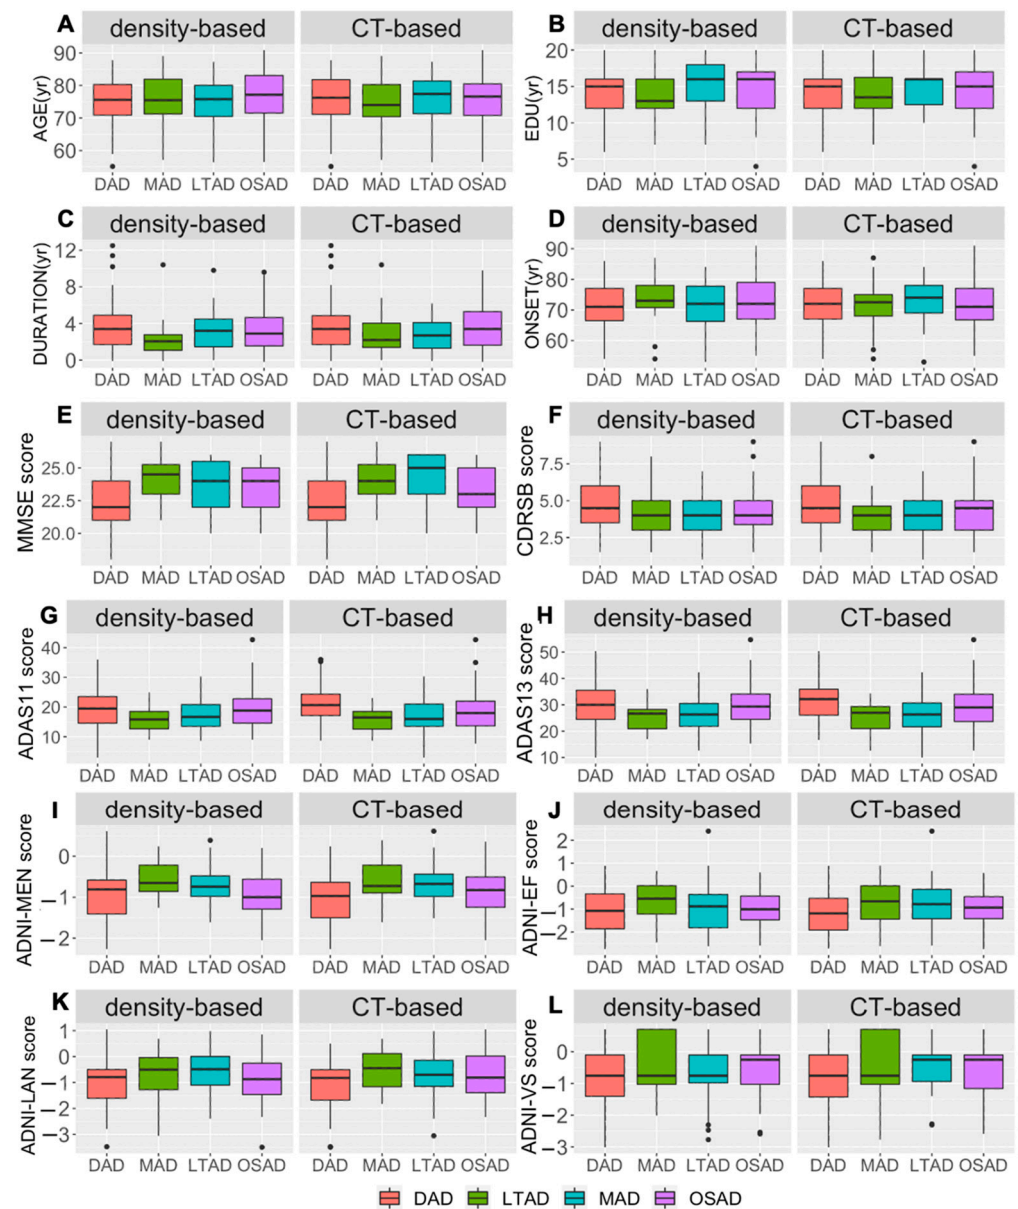 A density-based CT-based B density-based CT-based
AGE(yr) 90 80 70 60 EDU(yr) 20 15 10 5
DAD MAD LTAD OSAD DAD MAD LTAD OSAD DAD MAD LTAD OSAD DAD MAD LTAD OSAD
C density-based CT-based D density-based CT-based
DURATION(yr) 12 8 4 0 ONSET(yr) 90 80 70 60
DAD MAD LTAD OSAD DAD MAD LTAD OSAD DAD MAD LTAD OSAD DAD MAD LTAD OSAD
E density-based CT-based F density-based CT-based
MMSE score 25.0 22.5 20.0 CDRSB score 7.5 5.0 2.5
DAD MAD LTAD OSAD DAD MAD LTAD OSAD DAD MAD LTAD OSAD DAD MAD LTAD OSAD
G density-based CT-based H density-based CT-based
ADAS11 score 40 30 20 10 ADAS13 score 50 40 30 20 10
DAD MAD LTAD OSAD DAD MAD LTAD OSAD DAD MAD LTAD OSAD DAD MAD LTAD OSAD
I density-based CT-based J density-based CT-based
ADNI-MEN score 0 −1 −2 ADNI-EF score 2 1 0 −1 −2
DAD MAD LTAD OSAD DAD MAD LTAD OSAD DAD MAD LTAD OSAD DAD MAD LTAD OSAD
K density-based CT-based L density-based CT-based
ADNI-LAN score 1 0 −1 −2 −3 ADNI-VS score 0 −1 −2 −3
DAD MAD LTAD OSAD DAD MAD LTAD OSAD DAD MAD LTAD OSAD DAD MAD LTAD OSAD
DAD LTAD MAD OSAD